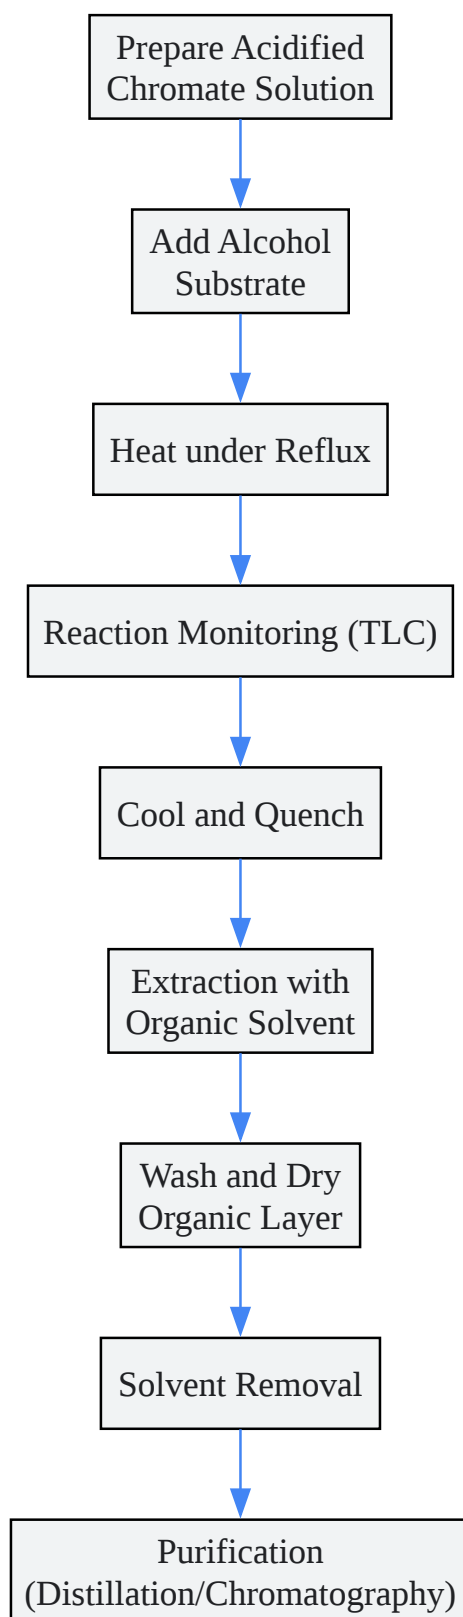 Prepare Acidified
Chromate Solution
Add Alcohol
Substrate
Heat under Reflux
Reaction Monitoring (TLC)
Cool and Quench
Extraction with
Organic Solvent
Wash and Dry
Organic Layer
Solvent Removal
Purification
(Distillation/Chromatography)